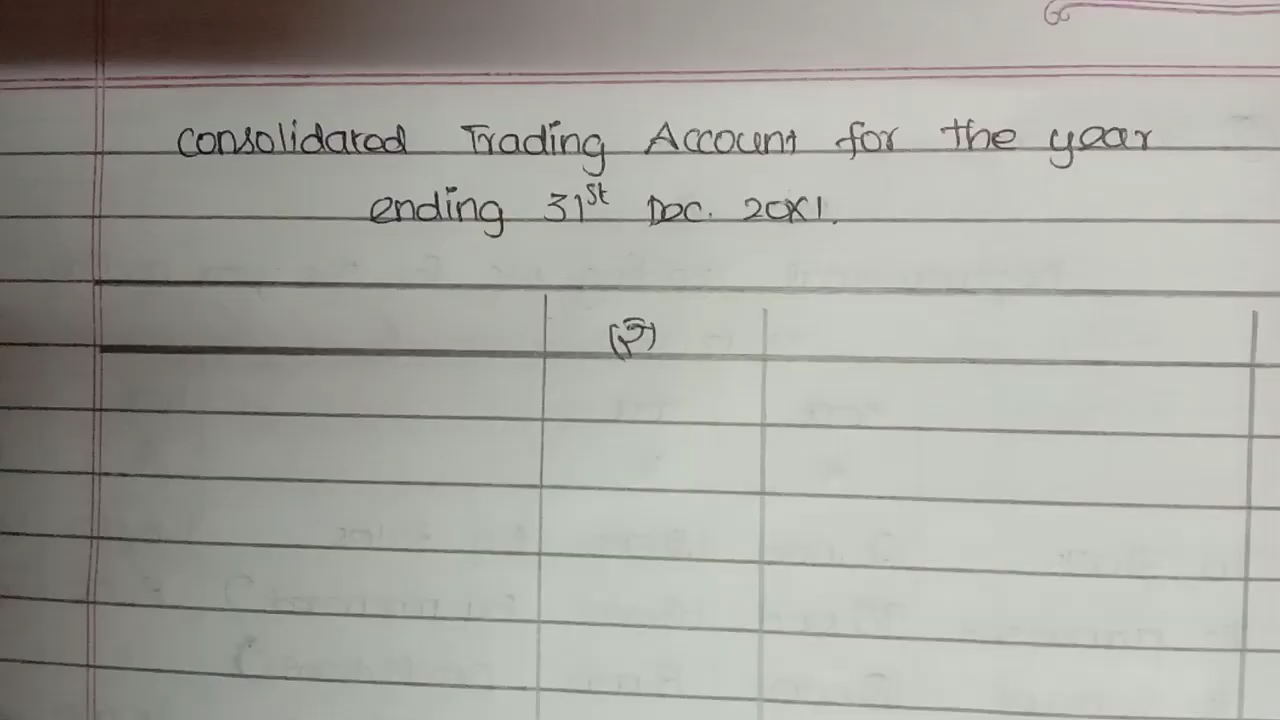 Consolidated Trading Account for the year
ending 31st Dec. 20X1.
(₹)